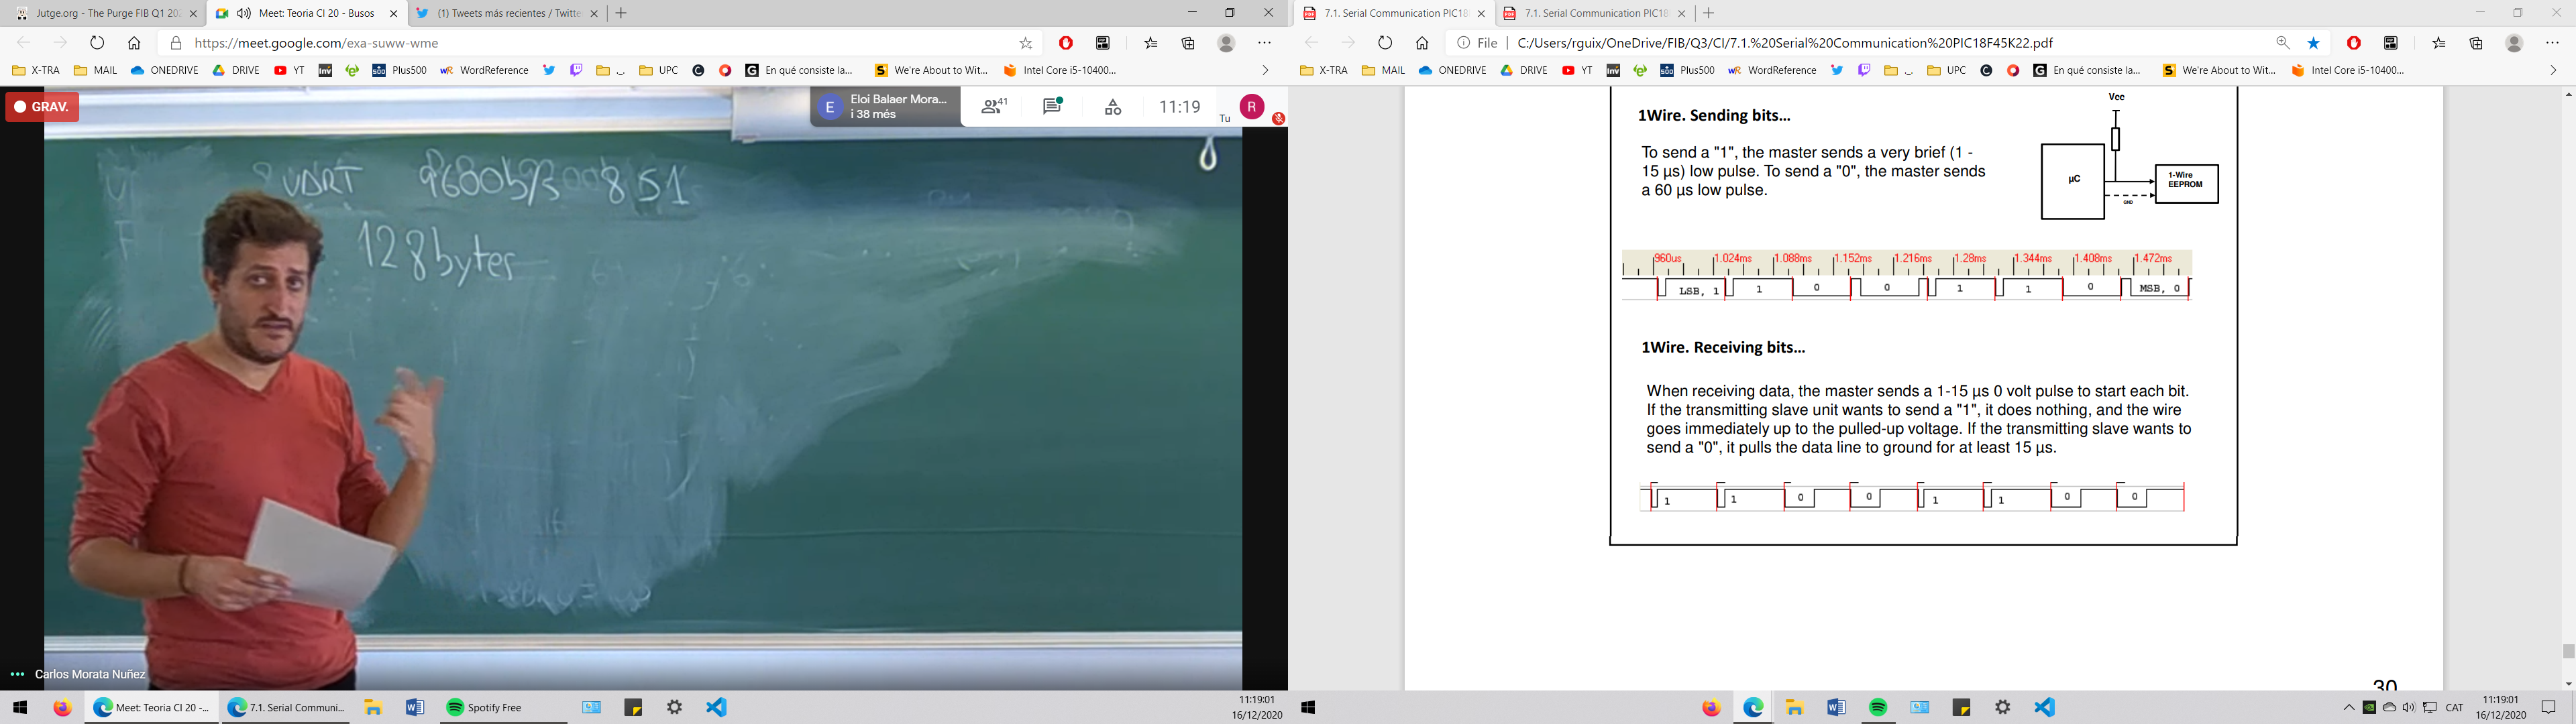 Jutge.org - The Purge FIB Q1 20
Meet: Teoria CI 20 - Busos
(1) Tweets más recientes / Twitte
https://meet.google.com/exa-suww-wme
X-TRA MAIL ONEDRIVE DRIVE YT Inv Plus500 WordReference UPC En qué consiste la... We're About to Wit... Intel Core i5-10400...
GRAV.
E
Eloi Balaer Mora...
i 38 més
41
11:19
Tu
R
UART 9600b/s 8 51
128bytes
Carlos Morata Nuñez
Meet: Teoria CI 20 -...
7.1. Serial Communi...
Spotify Free
11:19:01
16/12/2020
7.1. Serial Communication PIC18
7.1. Serial Communication PIC18
File C:/Users/rguix/OneDrive/FIB/Q3/CI/7.1.%20Serial%20Communication%20PIC18F45K22.pdf
X-TRA MAIL ONEDRIVE DRIVE YT Inv Plus500 WordReference UPC En qué consiste la... We're About to Wit... Intel Core i5-10400...
1Wire. Sending bits...
To send a "1", the master sends a very brief (1 -
15 µs) low pulse. To send a "0", the master sends
a 60 µs low pulse.
Vcc
µC
1-Wire
EEPROM
GND
960us 1.024ms 1.088ms 1.152ms 1.216ms 1.28ms 1.344ms 1.408ms 1.472ms
LSB, 1 1 0 0 1 1 0 MSB, 0
1Wire. Receiving bits...
When receiving data, the master sends a 1-15 µs 0 volt pulse to start each bit.
If the transmitting slave unit wants to send a "1", it does nothing, and the wire
goes immediately up to the pulled-up voltage. If the transmitting slave wants to
send a "0", it pulls the data line to ground for at least 15 µs.
1 1 0 0 1 1 0 0
30
CAT
11:19:01
16/12/2020